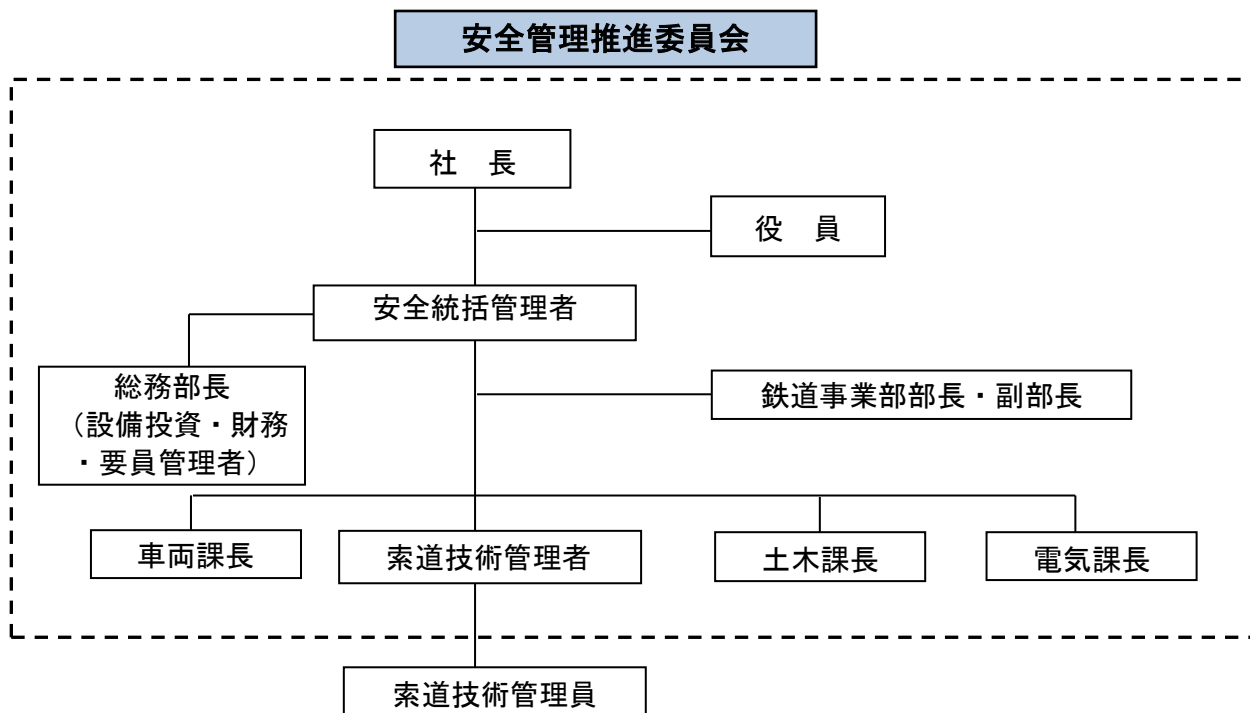 安全管理推進委員会
社　長
役　員
安全統括管理者
総務部長
（設備投資・財務
・要員管理者）
鉄道事業部部長・副部長
車両課長
索道技術管理者
土木課長
電気課長
索道技術管理員